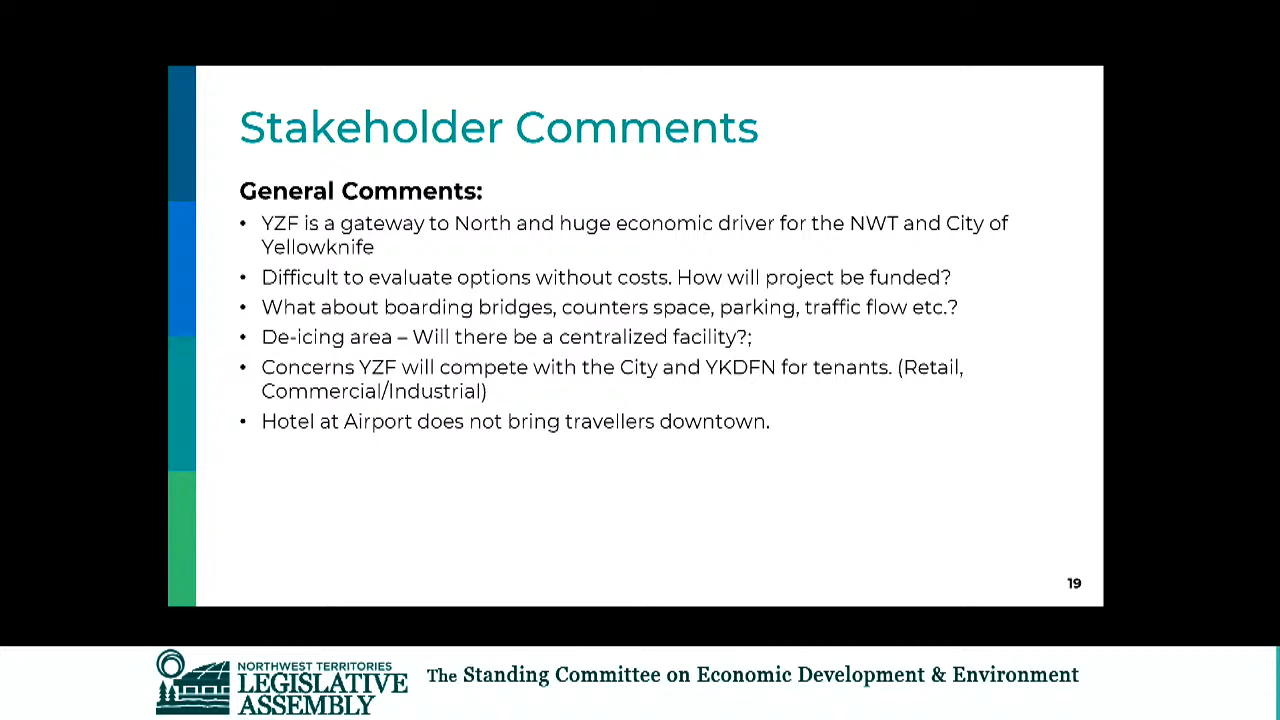 Stakeholder Comments
General Comments:
• YZF is a gateway to North and huge economic driver for the NWT and City of
Yellowknife
• Difficult to evaluate options without costs. How will project be funded?
• What about boarding bridges, counters space, parking, traffic flow etc.?
• De-icing area – Will there be a centralized facility?;
• Concerns YZF will compete with the City and YKDFN for tenants. (Retail,
Commercial/Industrial)
• Hotel at Airport does not bring travellers downtown.
19
NORTHWEST TERRITORIES
LEGISLATIVE
ASSEMBLY
The Standing Committee on Economic Development & Environment